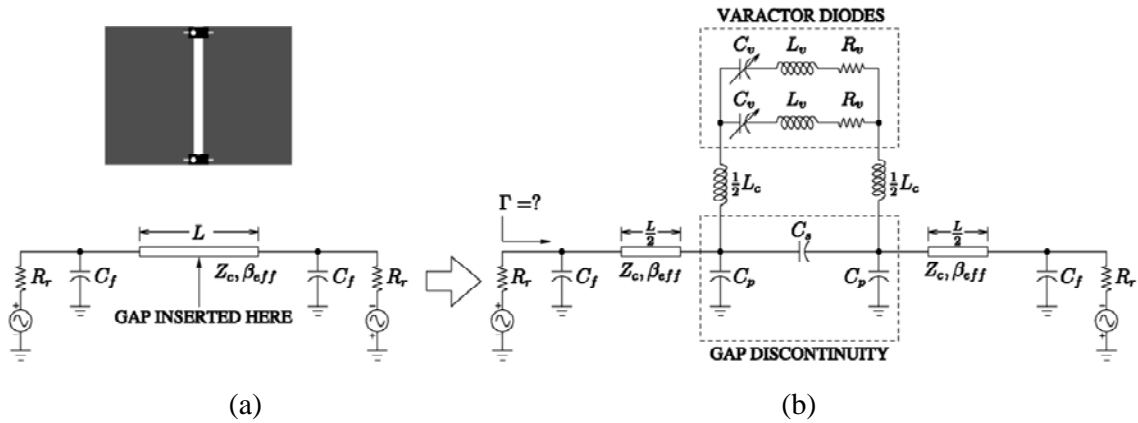 VARACTOR DIODES
C_v L_v R_v
C_v L_v R_v
½L_c ½L_c
Γ =?
L
R_r C_f Z_c, β_eff C_f R_r
GAP INSERTED HERE
L/2 C_s L/2
R_r C_f Z_c, β_eff C_p C_p Z_c, β_eff C_f R_r
GAP DISCONTINUITY
(a) (b)